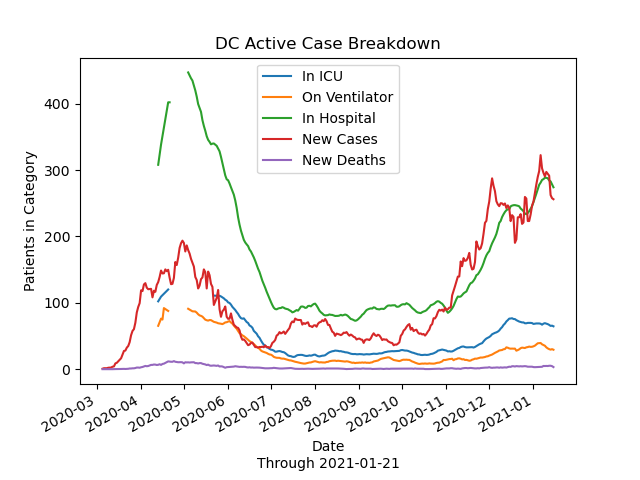 DC Active Case Breakdown
In ICU
On Ventilator
In Hospital
New Cases
New Deaths
Patients in Category
400
300
200
100
0
2020-03
2020-04
2020-05
2020-06
2020-07
2020-08
2020-09
2020-10
2020-11
2020-12
2021-01
Date
Through 2021-01-21